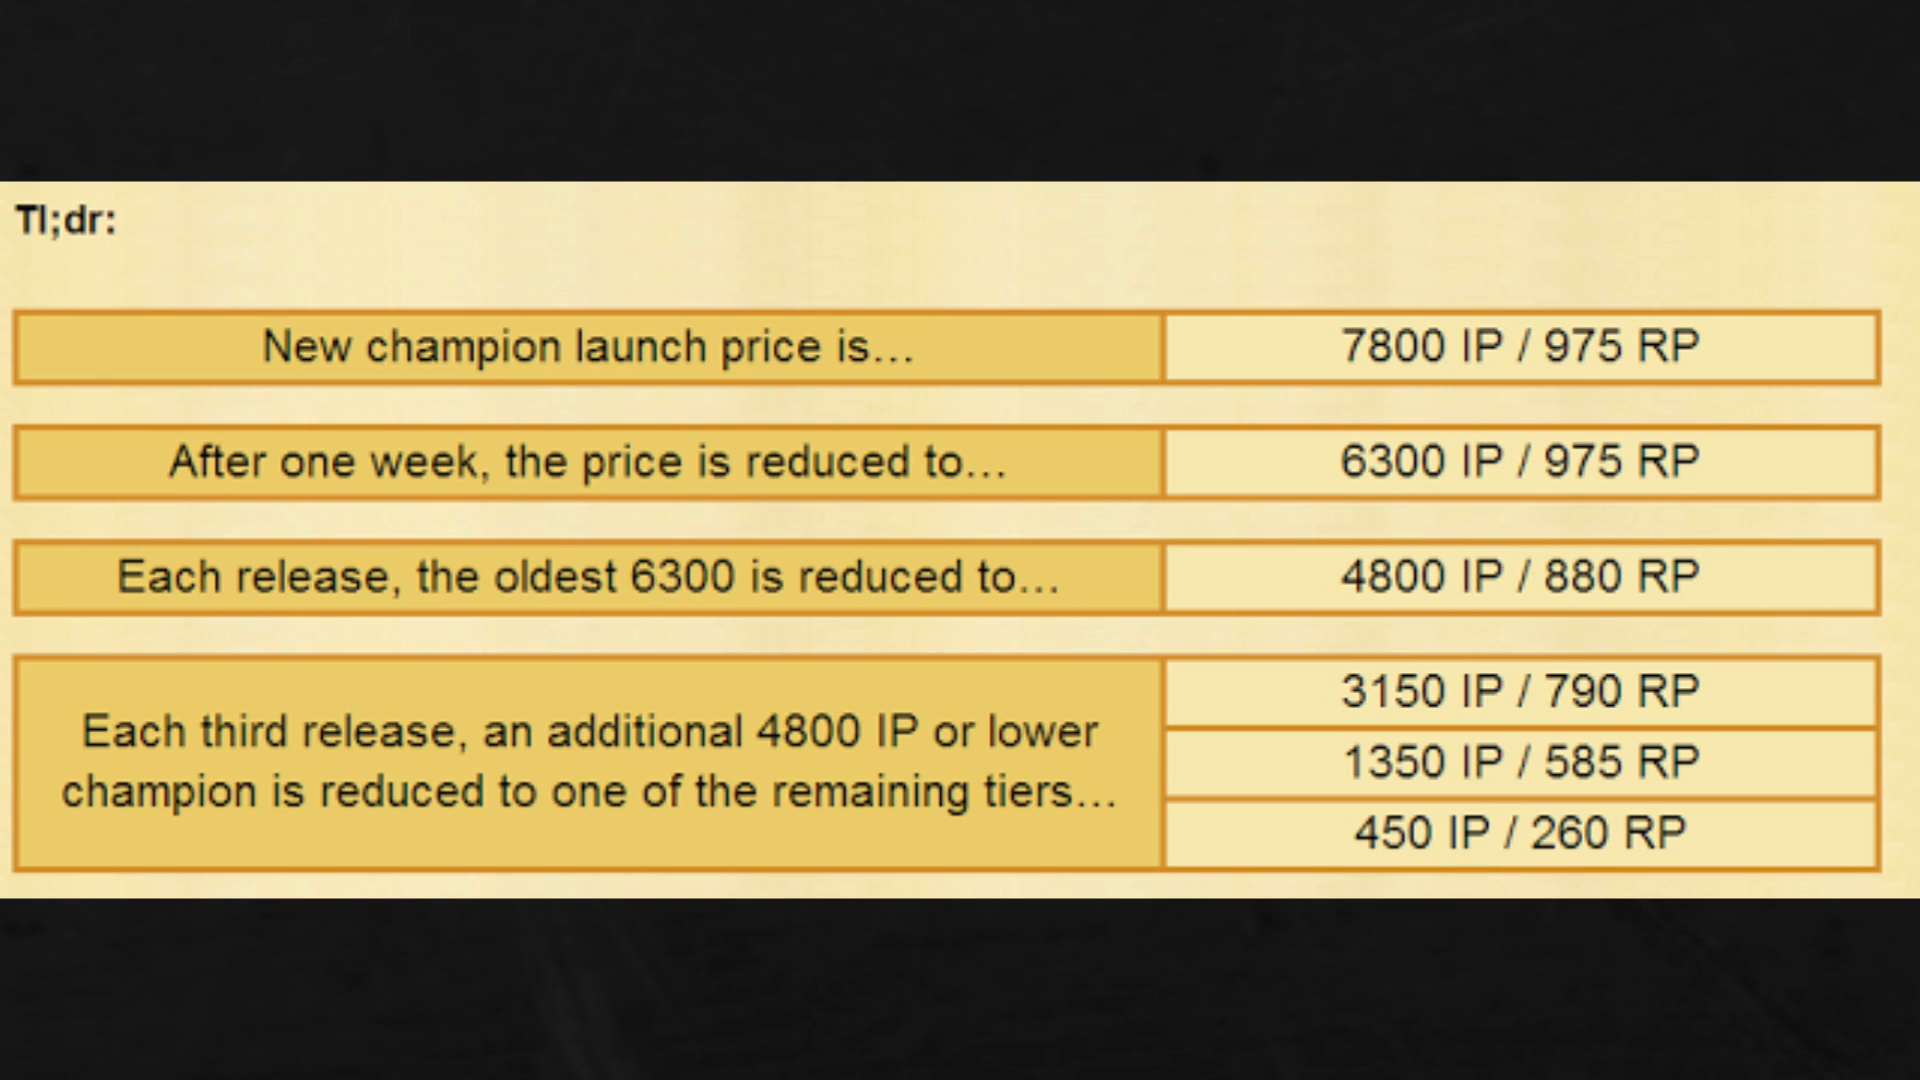 Tl;dr:
New champion launch price is…
7800 IP / 975 RP
After one week, the price is reduced to…
6300 IP / 975 RP
Each release, the oldest 6300 is reduced to…
4800 IP / 880 RP
Each third release, an additional 4800 IP or lower
champion is reduced to one of the remaining tiers…
3150 IP / 790 RP
1350 IP / 585 RP
450 IP / 260 RP